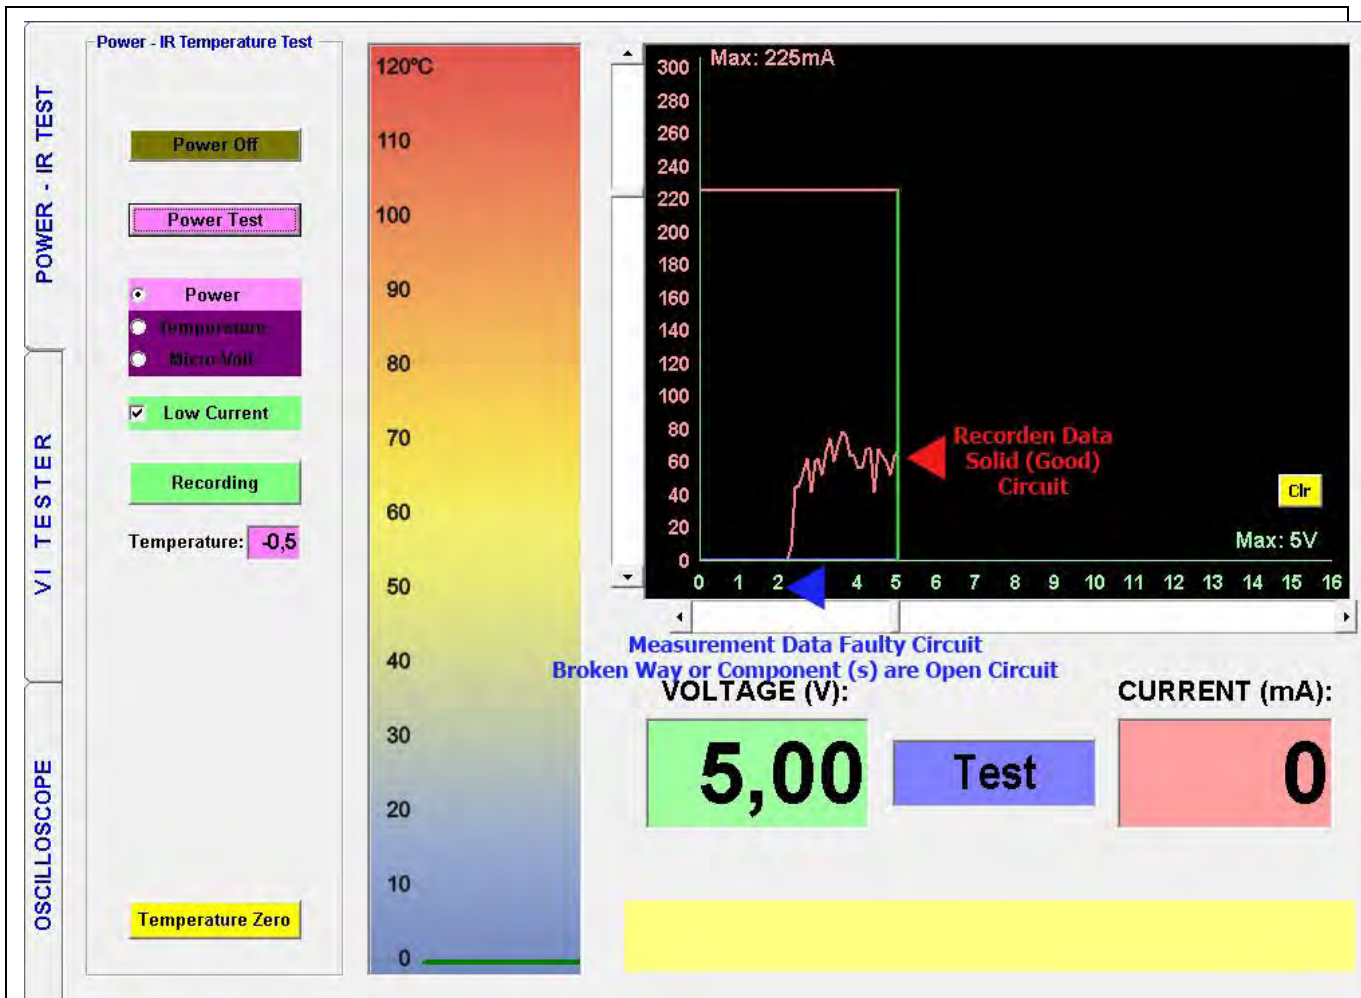 POWER - IR TEST
VI TESTER
OSCILLOSCOPE
Power - IR Temperature Test
Power Off
Power Test
Power
Temperature
Micro Volt
Low Current
Recording
Temperature: -0,5
Temperature Zero
120ºC
110
100
90
80
70
60
50
40
30
20
10
0
Max: 225mA
300
280
260
240
220
200
180
160
140
120
100
80
60
40
20
0
Recorden Data
Solid (Good)
Circuit
Clr
Max: 5V
0 1 2 4 5 6 7 8 9 10 11 12 13 14 15 16
Measurement Data Faulty Circuit
Broken Way or Component (s) are Open Circuit
VOLTAGE (V):
CURRENT (mA):
5,00
Test
0